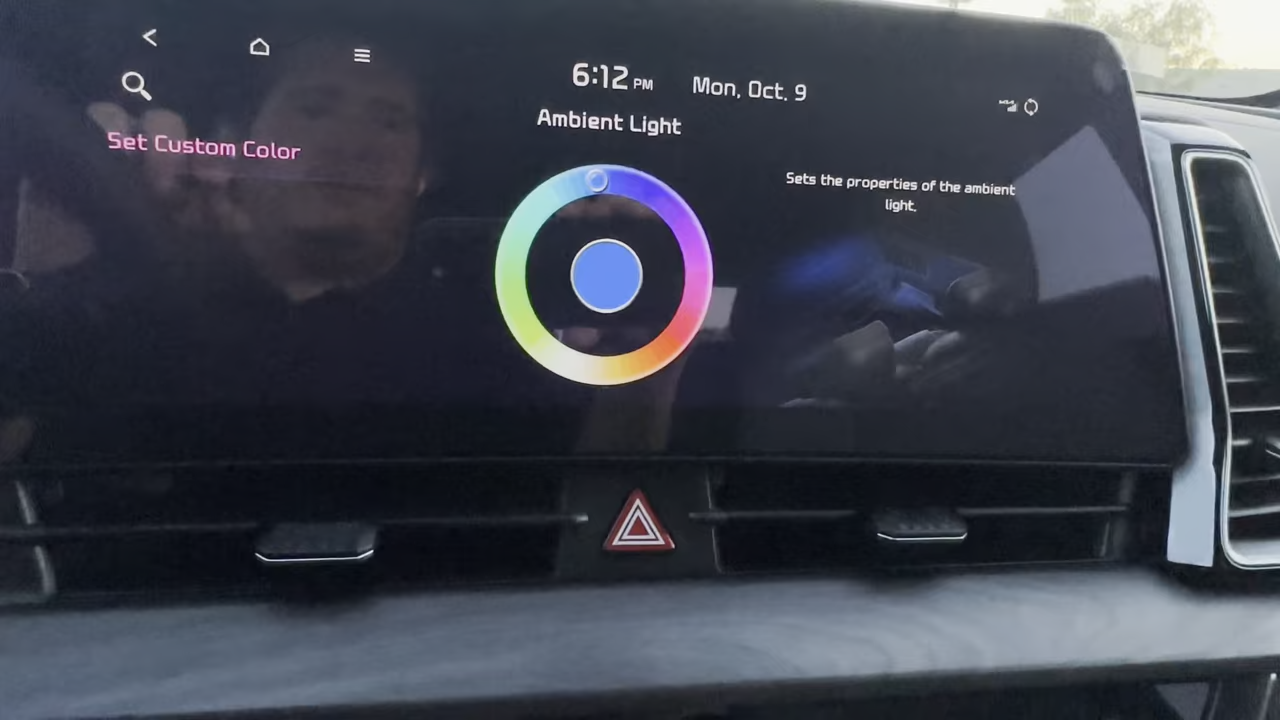 6:12 PM
Mon, Oct. 9
Ambient Light
Set Custom Color
Sets the properties of the ambient
light.